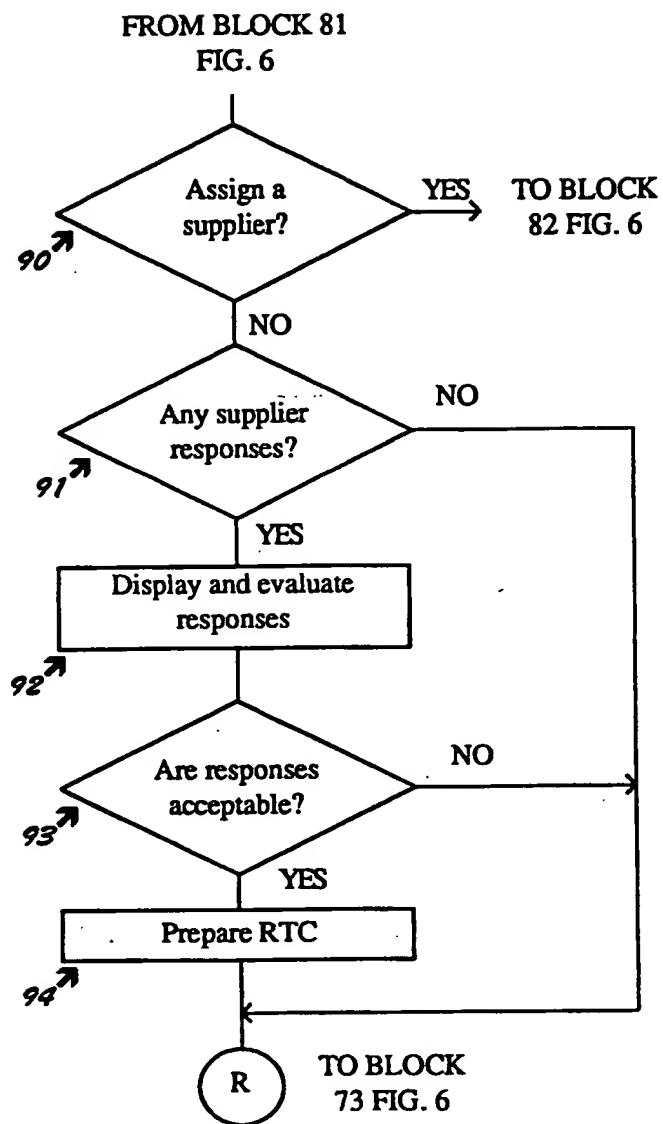 FROM BLOCK 81
FIG. 6
Assign a
supplier?
YES
TO BLOCK
82 FIG. 6
90
NO
Any supplier
responses?
NO
91
YES
Display and evaluate
responses
92
Are responses
acceptable?
NO
93
YES
Prepare RTC
94
R
TO BLOCK
73 FIG. 6